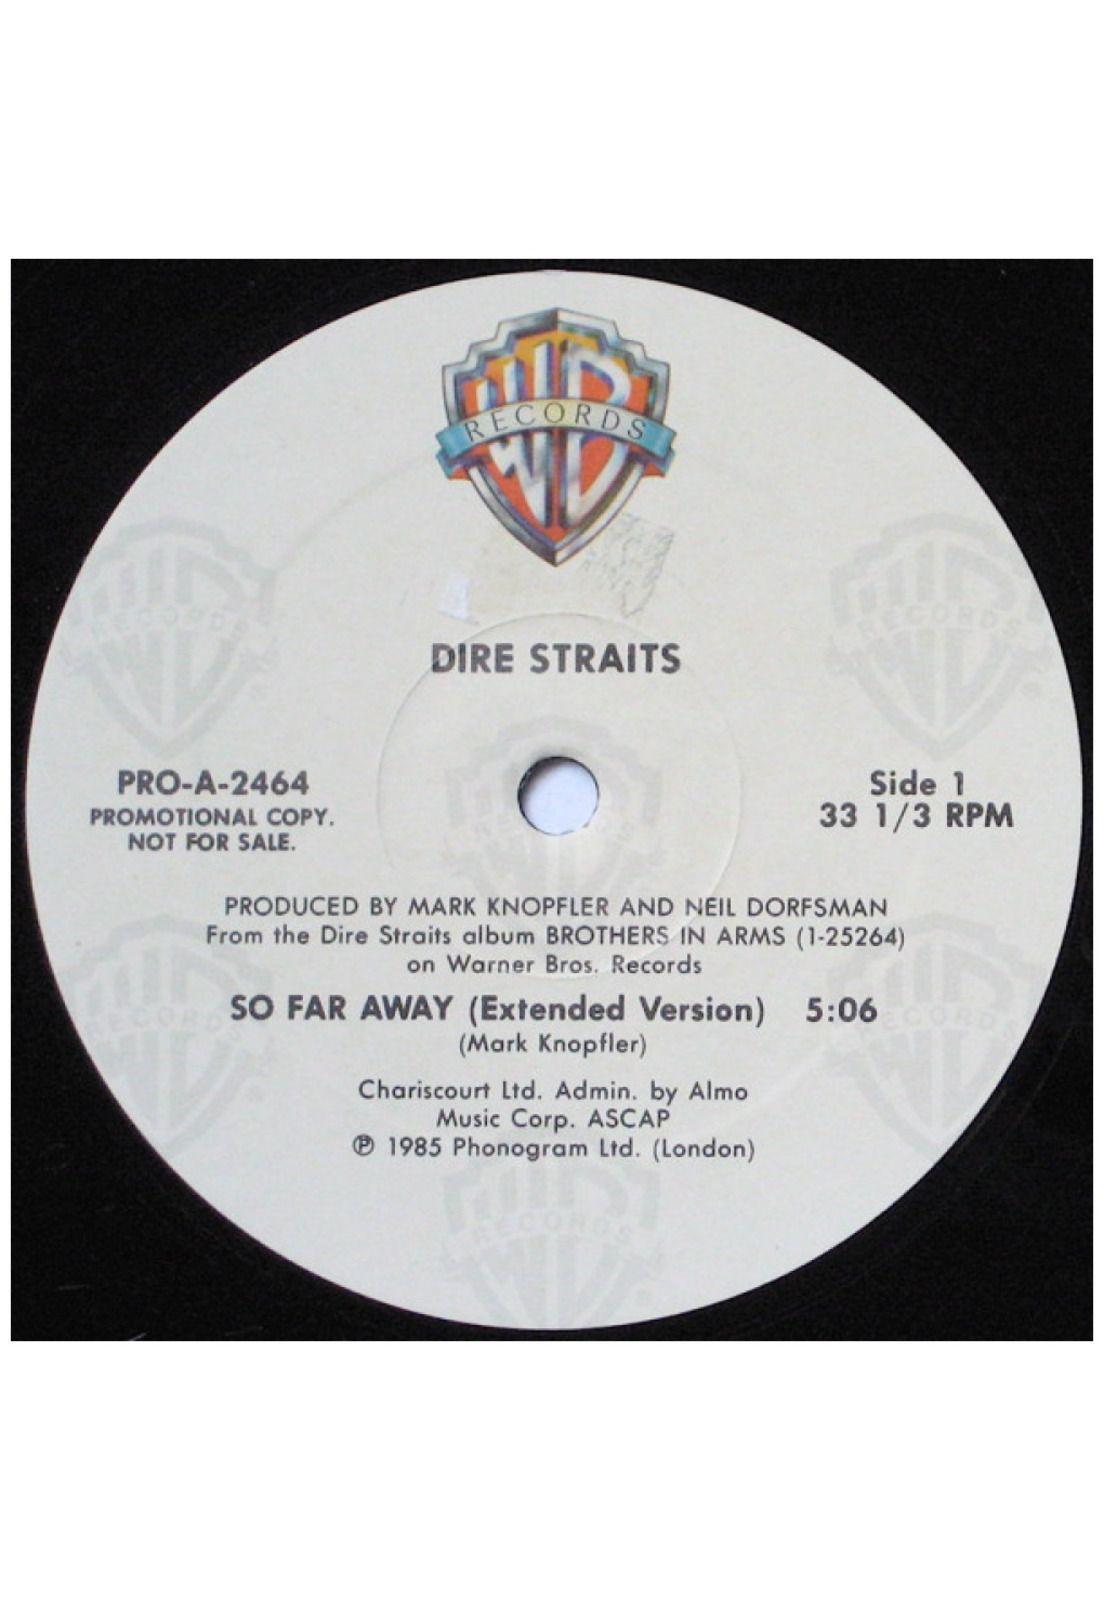 WB
RECORDS
DIRE STRAITS
PRO-A-2464
PROMOTIONAL COPY.
NOT FOR SALE.
Side 1
33 1/3 RPM
PRODUCED BY MARK KNOPFLER AND NEIL DORFSMAN
From the Dire Straits album BROTHERS IN ARMS (1-25264)
on Warner Bros. Records
SO FAR AWAY (Extended Version) 5:06
(Mark Knopfler)
Chariscourt Ltd. Admin. by Almo
Music Corp. ASCAP
℗ 1985 Phonogram Ltd. (London)